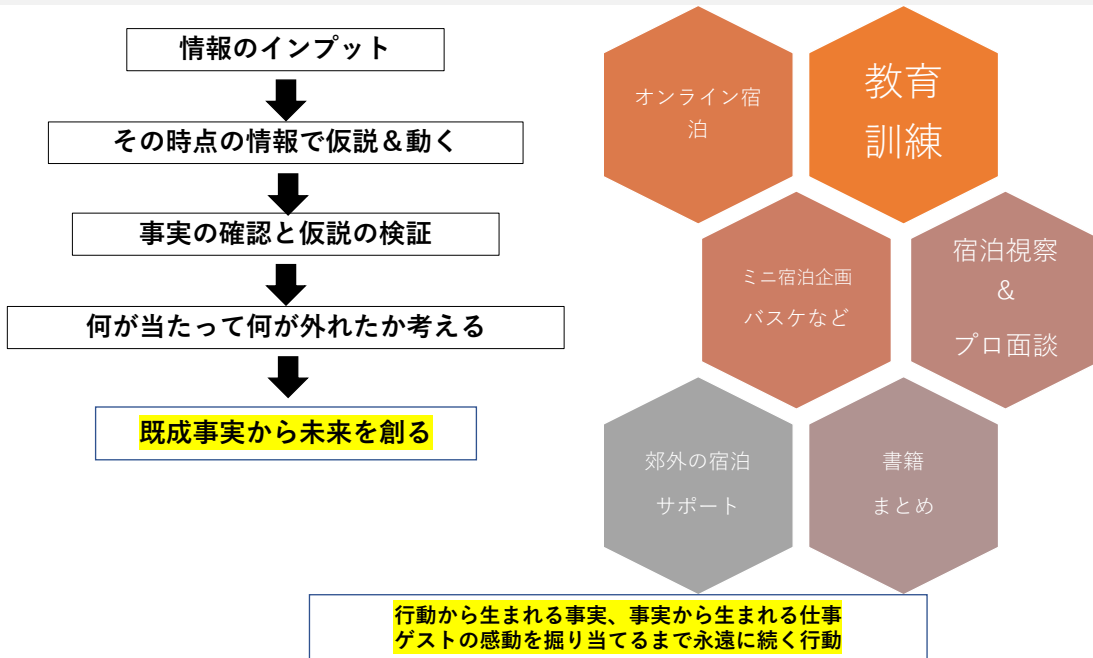 情報のインプット
その時点の情報で仮説＆動く
事実の確認と仮説の検証
何が当たって何が外れたか考える
既成事実から未来を創る
オンライン宿
泊
教育
訓練
ミニ宿泊企画
バスケなど
宿泊視察
&
プロ面談
郊外の宿泊
サポート
書籍
まとめ
行動から生まれる事実、事実から生まれる仕事
ゲストの感動を掘り当てるまで永遠に続く行動